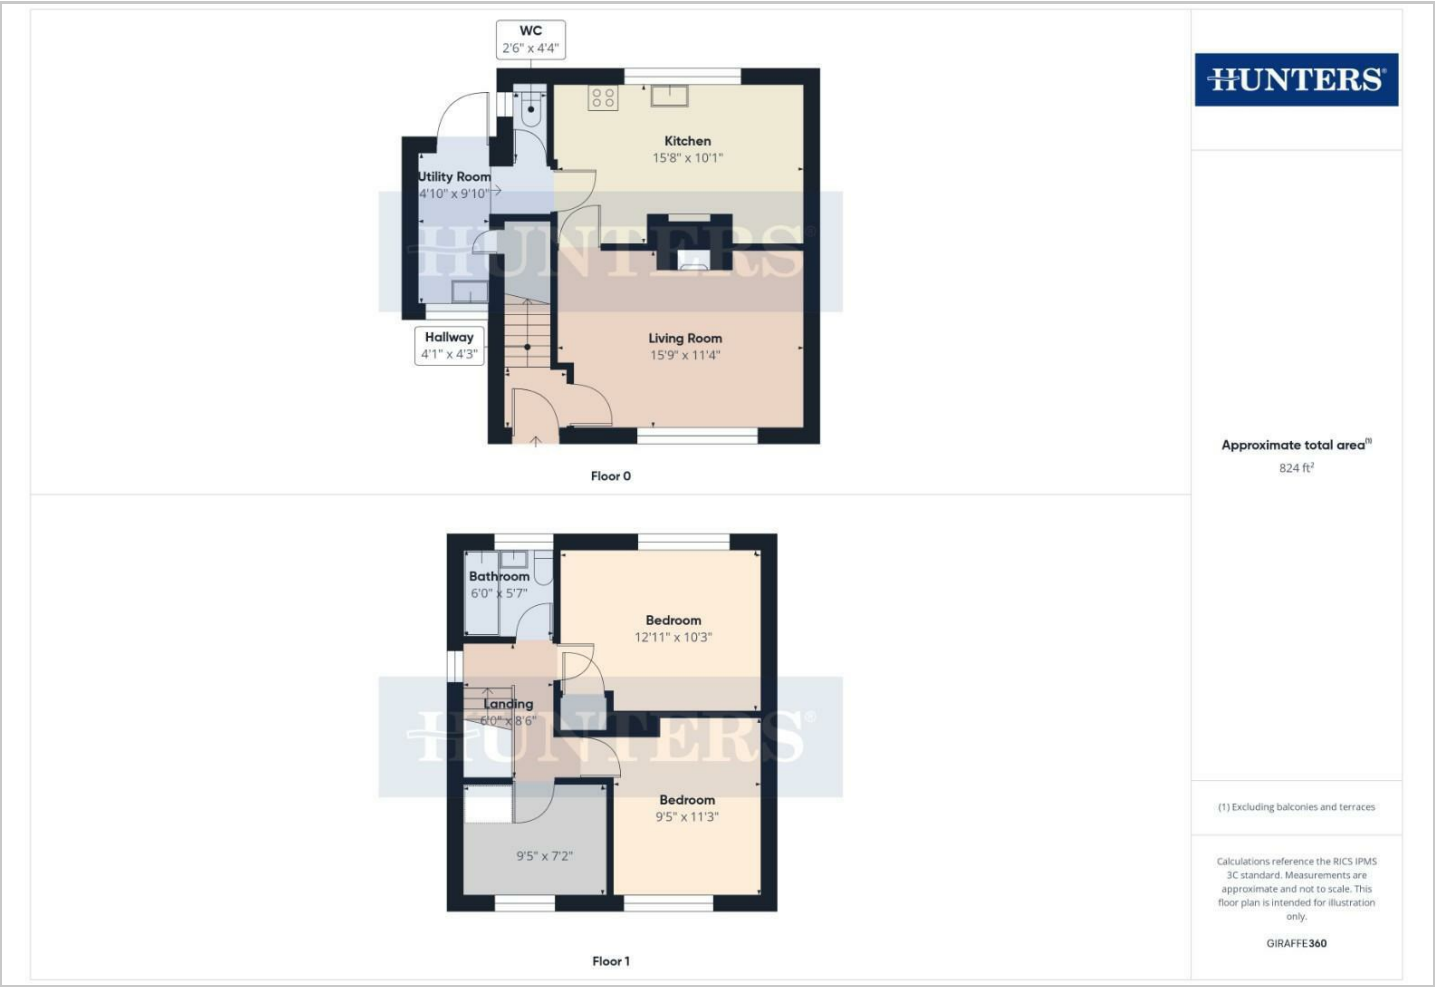 WC
2'6" x 4'4"
Kitchen
15'8" x 10'1"
Utility Room
4'10" x 9'10"
HUNTERS®
Hallway
4'1" x 4'3"
Living Room
15'9" x 11'4"
Floor 0
Bathroom
6'0" x 5'7"
Bedroom
12'11" x 10'3"
Landing
6'0" x 8'6"
HUNTERS®
Bedroom
9'5" x 11'3"
9'5" x 7'2"
Floor 1
HUNTERS®
Approximate total area⁽¹⁾
824 ft²
(1) Excluding balconies and terraces
Calculations reference the RICS IPMS
3C standard. Measurements are
approximate and not to scale. This
floor plan is intended for illustration
only.
GIRAFFE360